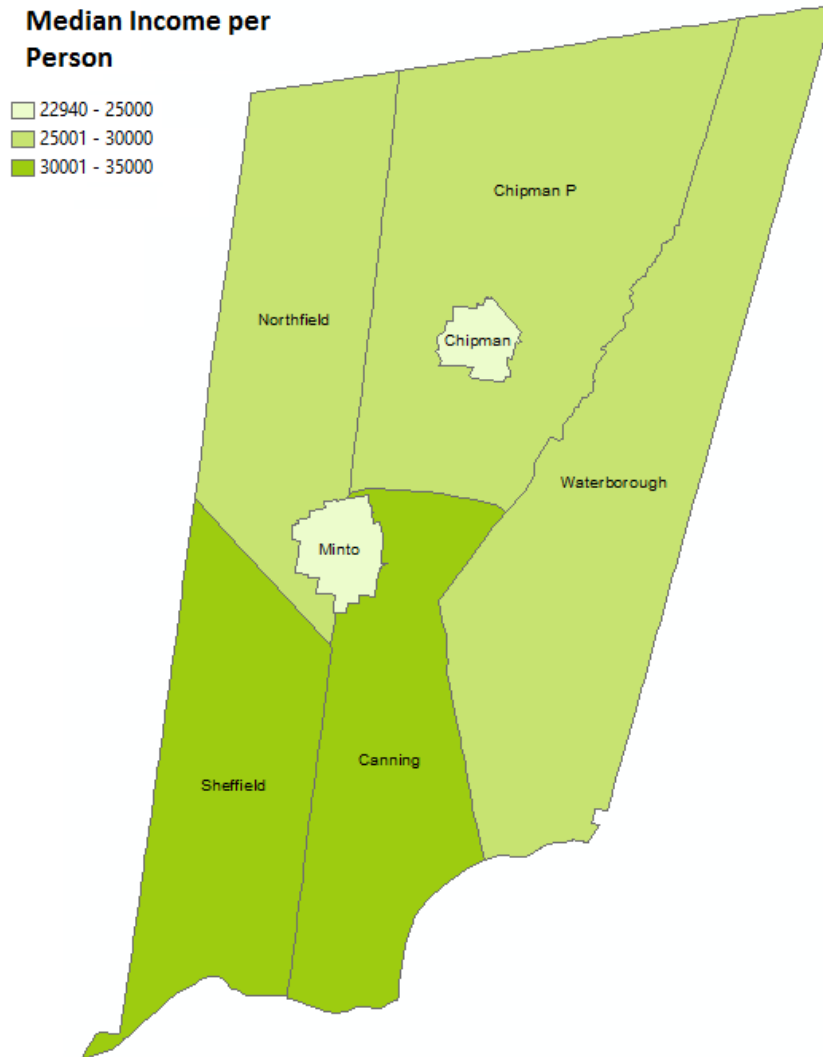 Median Income per
Person
22940 - 25000
25001 - 30000
30001 - 35000
Chipman P
Northfield
Chipman
Waterborough
Minto
Canning
Sheffield